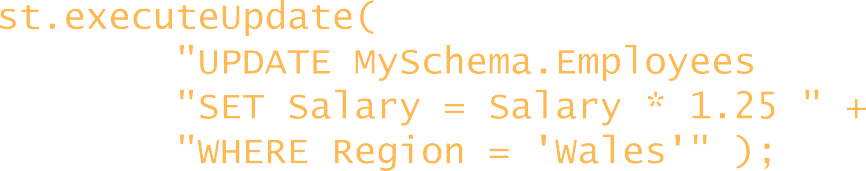 st.executeUpdate(
"UPDATE MySchema.Employees
"SET Salary = Salary * 1.25 " +
"WHERE Region = 'Wales'" );